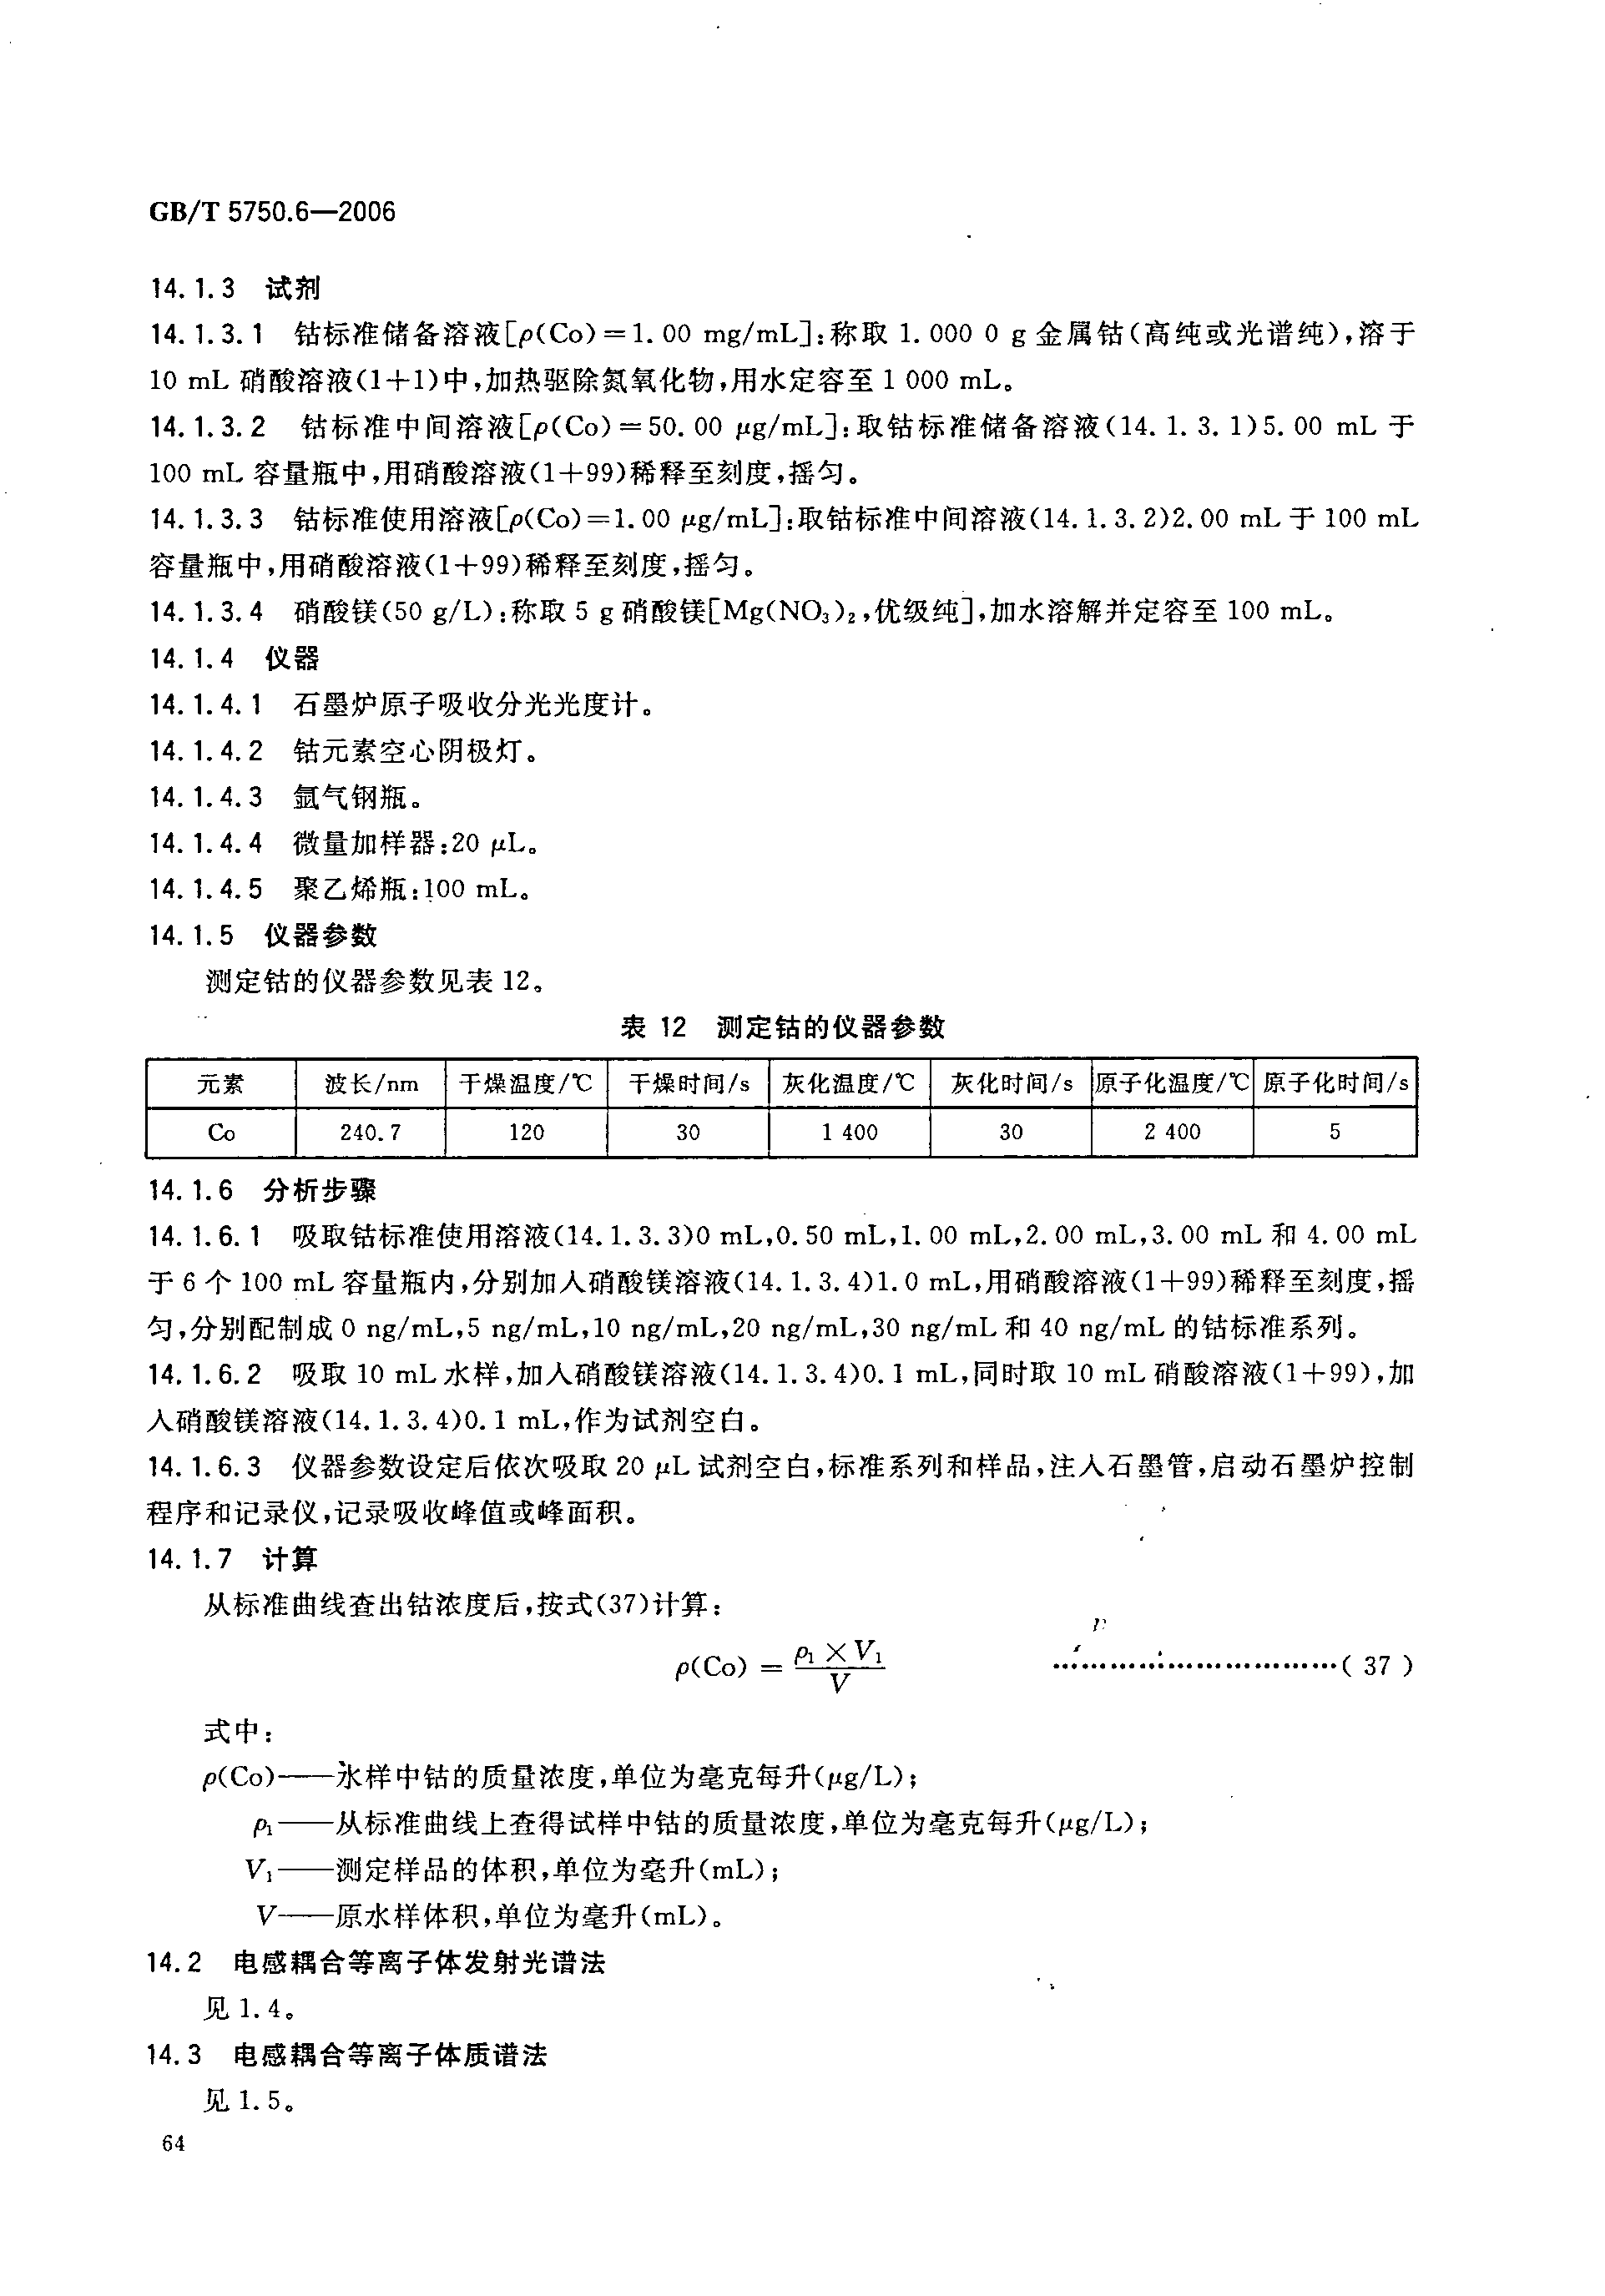 GB/T 5750.6—2006
14.1.3 试剂
14.1.3.1 钴标准储备溶液[ρ(Co)=1.00 mg/mL]:称取 1.000 0 g 金属钴(高纯或光谱纯),溶于
10 mL 硝酸溶液(1+1)中,加热驱除氮氧化物,用水定容至 1 000 mL。
14.1.3.2 钴标准中间溶液[ρ(Co)=50.00 μg/mL]:取钴标准储备溶液(14.1.3.1)5.00 mL 于
100 mL 容量瓶中,用硝酸溶液(1+99)稀释至刻度,摇匀。
14.1.3.3 钴标准使用溶液[ρ(Co)=1.00 μg/mL]:取钴标准中间溶液(14.1.3.2)2.00 mL 于 100 mL
容量瓶中,用硝酸溶液(1+99)稀释至刻度,摇匀。
14.1.3.4 硝酸镁(50 g/L):称取 5 g 硝酸镁[Mg(NO₃)₂,优级纯],加水溶解并定容至 100 mL。
14.1.4 仪器
14.1.4.1 石墨炉原子吸收分光光度计。
14.1.4.2 钴元素空心阴极灯。
14.1.4.3 氩气钢瓶。
14.1.4.4 微量加样器:20 μL。
14.1.4.5 聚乙烯瓶:100 mL。
14.1.5 仪器参数
测定钴的仪器参数见表 12。
表 12 测定钴的仪器参数
元素 波长/nm 干燥温度/℃ 干燥时间/s 灰化温度/℃ 灰化时间/s 原子化温度/℃ 原子化时间/s
Co 240.7 120 30 1 400 30 2 400 5
14.1.6 分析步骤
14.1.6.1 吸取钴标准使用溶液(14.1.3.3)0 mL,0.50 mL,1.00 mL,2.00 mL,3.00 mL 和 4.00 mL
于 6 个 100 mL 容量瓶内,分别加入硝酸镁溶液(14.1.3.4)1.0 mL,用硝酸溶液(1+99)稀释至刻度,摇
匀,分别配制成 0 ng/mL,5 ng/mL,10 ng/mL,20 ng/mL,30 ng/mL 和 40 ng/mL 的钴标准系列。
14.1.6.2 吸取 10 mL 水样,加入硝酸镁溶液(14.1.3.4)0.1 mL,同时取 10 mL 硝酸溶液(1+99),加
入硝酸镁溶液(14.1.3.4)0.1 mL,作为试剂空白。
14.1.6.3 仪器参数设定后依次吸取 20 μL 试剂空白,标准系列和样品,注入石墨管,启动石墨炉控制
程序和记录仪,记录吸收峰值或峰面积。
14.1.7 计算
从标准曲线查出钴浓度后,按式(37)计算:
ρ(Co) = ρ₁ × V₁ / V ……………………………( 37 )
式中:
ρ(Co)——水样中钴的质量浓度,单位为毫克每升(μg/L);
ρ₁——从标准曲线上查得试样中钴的质量浓度,单位为毫克每升(μg/L);
V₁——测定样品的体积,单位为毫升(mL);
V——原水样体积,单位为毫升(mL)。
14.2 电感耦合等离子体发射光谱法
见 1.4。
14.3 电感耦合等离子体质谱法
见 1.5。
64